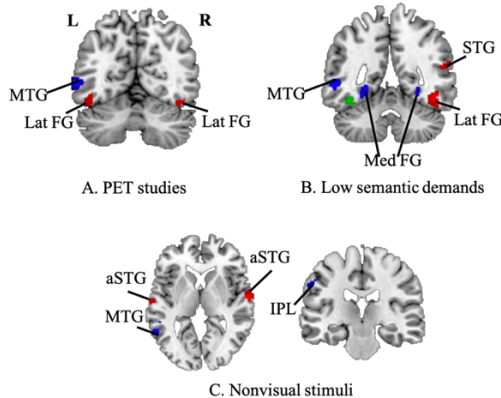 L R
MTG
Lat FG Lat FG
A. PET studies
STG
MTG
Lat FG
Med FG
B. Low semantic demands
aSTG
aSTG
MTG
IPL
C. Nonvisual stimuli